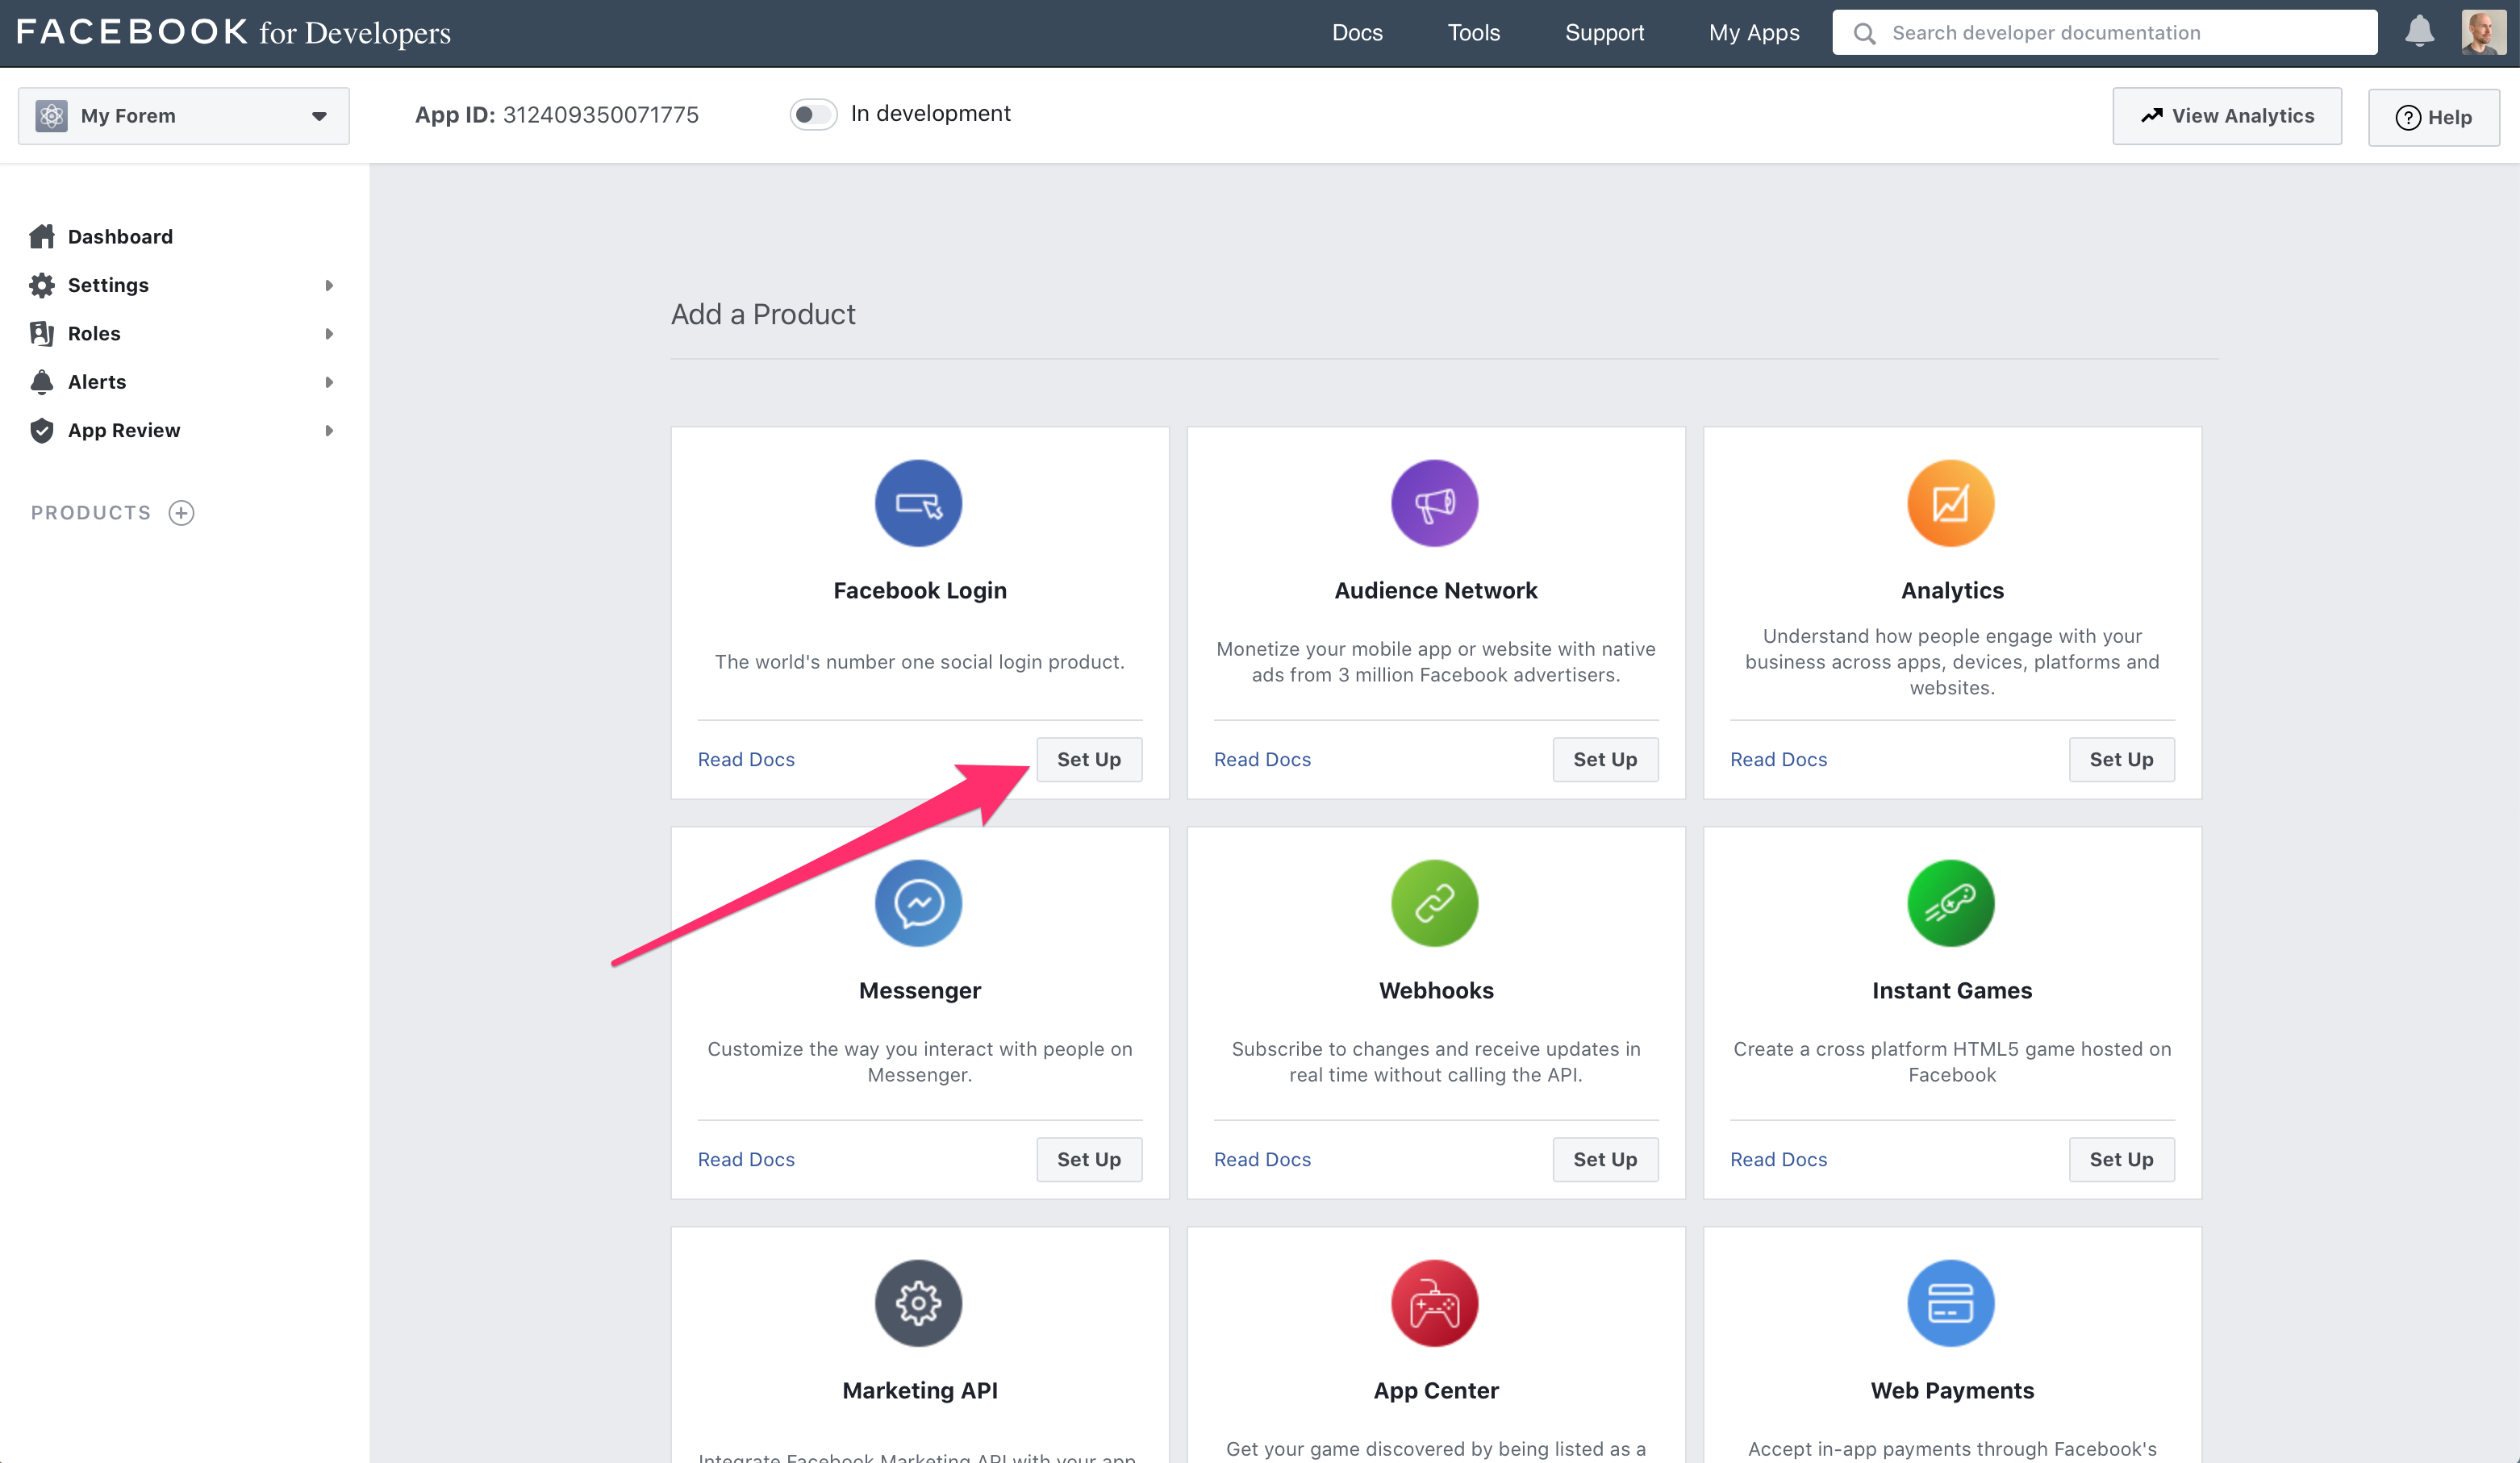 FACEBOOK for Developers
Docs
Tools
Support
My Apps
Search developer documentation
My Forem
App ID: 312409350071775
In development
View Analytics
Help
Dashboard
Settings
Roles
Alerts
App Review
PRODUCTS
Add a Product
Facebook Login
The world's number one social login product.
Read Docs
Set Up
Audience Network
Monetize your mobile app or website with native
ads from 3 million Facebook advertisers.
Read Docs
Set Up
Analytics
Understand how people engage with your
business across apps, devices, platforms and
websites.
Read Docs
Set Up
Messenger
Customize the way you interact with people on
Messenger.
Read Docs
Set Up
Webhooks
Subscribe to changes and receive updates in
real time without calling the API.
Read Docs
Set Up
Instant Games
Create a cross platform HTML5 game hosted on
Facebook
Read Docs
Set Up
Marketing API
Integrate Facebook Marketing API with your app
App Center
Get your game discovered by being listed as a
Web Payments
Accept in-app payments through Facebook's